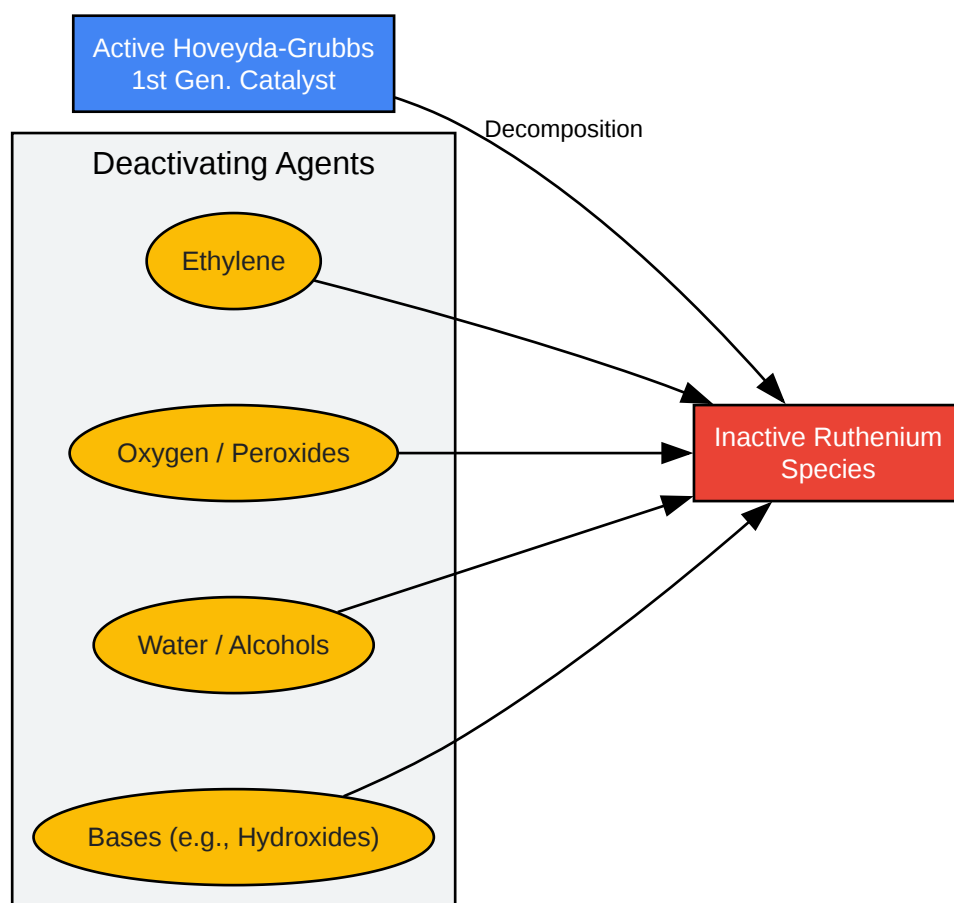 Active Hoveyda-Grubbs
1st Gen. Catalyst
Decomposition
Deactivating Agents
Ethylene
Oxygen / Peroxides
Inactive Ruthenium
Species
Water / Alcohols
Bases (e.g., Hydroxides)